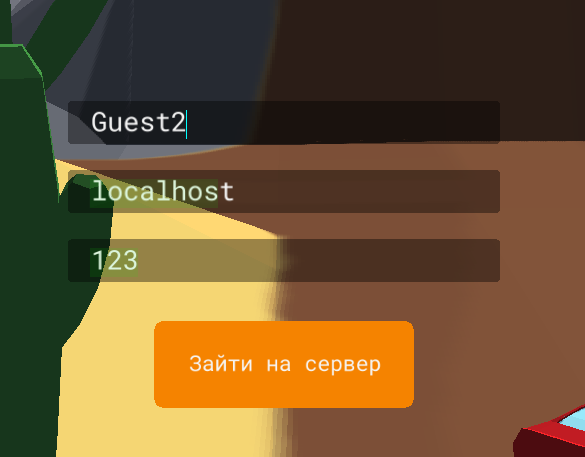 Guest2
localhost
123
Зайти на сервер